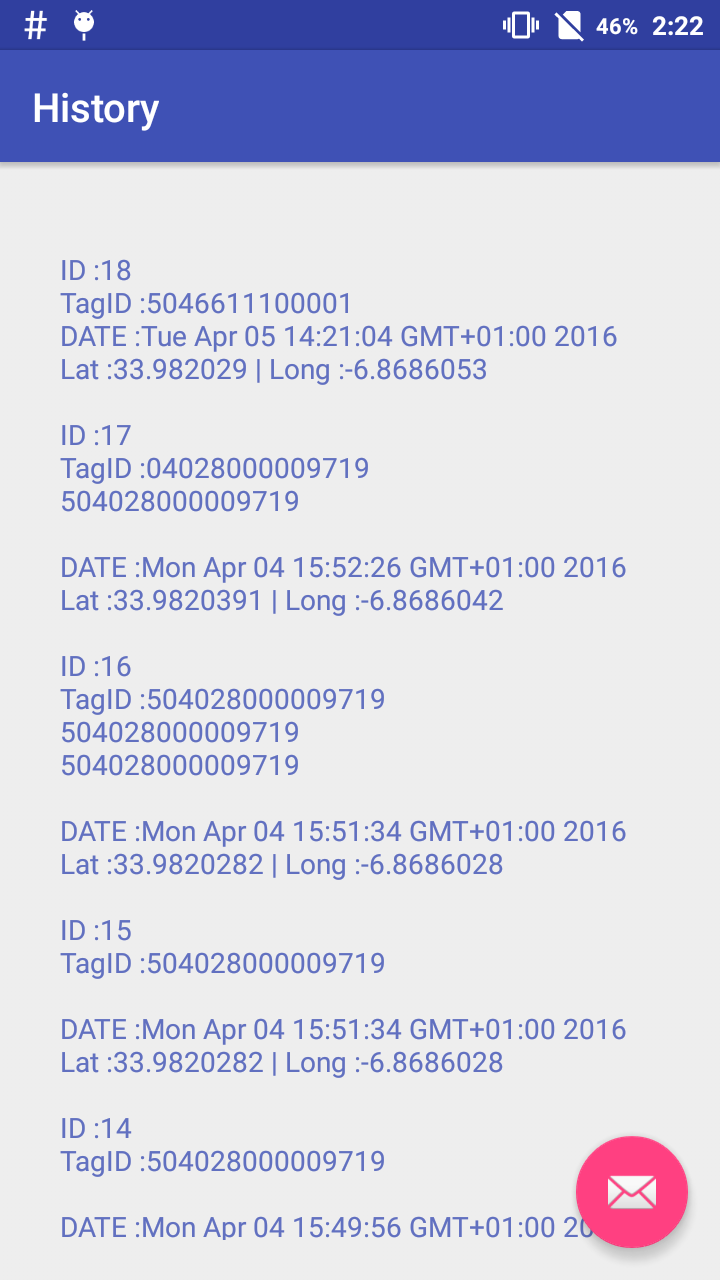 # 46% 2:22
History
ID :18
TagID :5046611100001
DATE :Tue Apr 05 14:21:04 GMT+01:00 2016
Lat :33.982029 | Long :-6.8686053
ID :17
TagID :04028000009719
504028000009719
DATE :Mon Apr 04 15:52:26 GMT+01:00 2016
Lat :33.9820391 | Long :-6.8686042
ID :16
TagID :504028000009719
504028000009719
504028000009719
DATE :Mon Apr 04 15:51:34 GMT+01:00 2016
Lat :33.9820282 | Long :-6.8686028
ID :15
TagID :504028000009719
DATE :Mon Apr 04 15:51:34 GMT+01:00 2016
Lat :33.9820282 | Long :-6.8686028
ID :14
TagID :504028000009719
DATE :Mon Apr 04 15:49:56 GMT+01:00